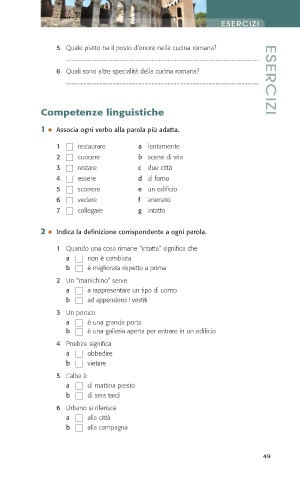 ESERCIZI
ESERCIZI
5 Quale piatto ha il posto d'onore nella cucina romana?
6 Quali sono altre specialità della cucina romana?
Competenze linguistiche
1 Associa ogni verbo alla parola più adatta.
1 restaurare a lentamente
2 cuocere b scene di vita
3 restare c due città
4 essere d al forno
5 scorrere e un edificio
6 vedere f animato
7 collegare g intatto
2 Indica la definizione corrispondente a ogni parola.
1 Quando una cosa rimane "intatta" significa che
a non è cambiata
b è migliorata rispetto a prima
2 Un "manichino" serve
a a rappresentare un tipo di uomo
b ad appenderci i vestiti
3 Un portico
a è una grande porta
b è una galleria aperta per entrare in un edificio
4 Proibire significa
a obbedire
b vietare
5 L'alba è
a di mattina presto
b di sera tardi
6 Urbano si riferisce
a alla città
b alla campagna
49